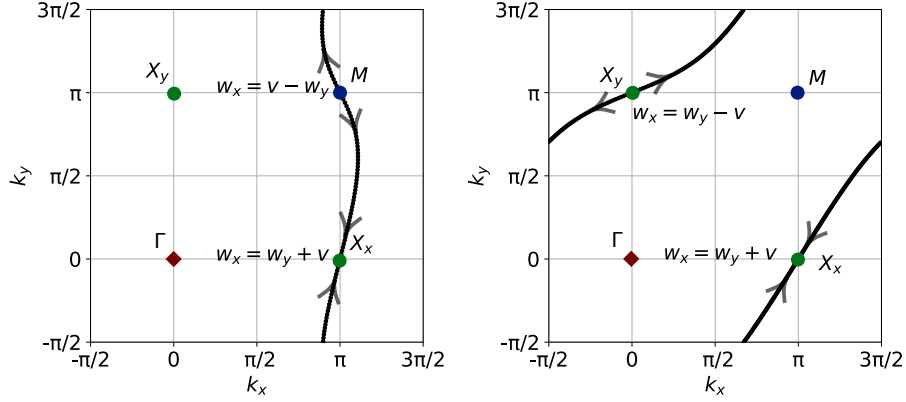 3π/2
π
π/2
0
-π/2
k_y
-π/2
0
π/2
π
3π/2
k_x
X_y
w_x = v − w_y
M
Γ
w_x = w_y + v
X_x
3π/2
π
π/2
0
-π/2
k_y
-π/2
0
π/2
π
3π/2
k_x
X_y
M
w_x = w_y − v
Γ
w_x = w_y + v
X_x